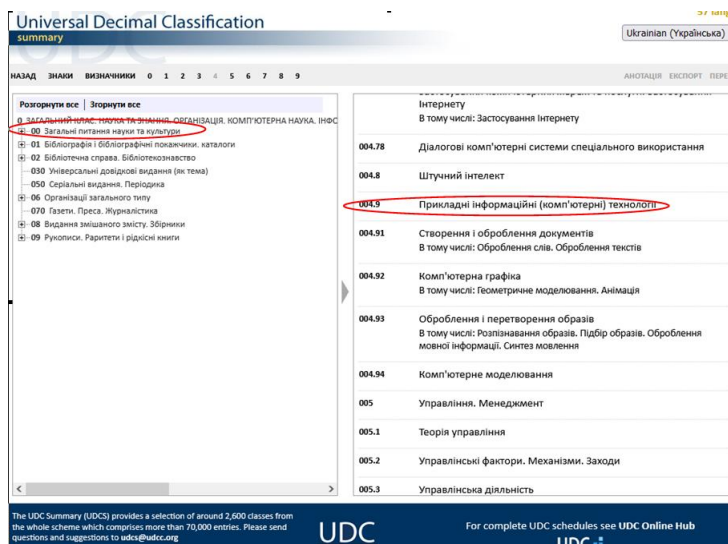 57 lang
Universal Decimal Classification
summary
Ukrainian (Українська)
НАЗАД ЗНАКИ ВИЗНАЧНИКИ 0 1 2 3 4 5 6 7 8 9
АНОТАЦІЯ ЕКСПОРТ ПЕРЕ
Розгорнути все | Згорнути все
0 ЗАГАЛЬНИЙ КЛАС. НАУКА ТА ЗНАННЯ. ОРГАНІЗАЦІЯ. КОМП'ЮТЕРНА НАУКА. ІНФО
00 Загальні питання науки та культури
01 Бібліографія і бібліографічні покажчики. каталоги
02 Бібліотечна справа. Бібліотекознавство
030 Універсальні довідкові видання (як тема)
050 Серіальні видання. Періодика
06 Організації загального типу
070 Газети. Преса. Журналістика
08 Видання змішаного змісту. Збірники
09 Рукописи. Раритети і рідкісні книги
Інтернету
В тому числі: Застосування Інтернету
004.78 Діалогові комп'ютерні системи спеціального використання
004.8 Штучний інтелект
004.9 Прикладні інформаційні (комп'ютерні) технології
004.91 Створення і оброблення документів
В тому числі: Оброблення слів. Оброблення текстів
004.92 Комп'ютерна графіка
В тому числі: Геометричне моделювання. Анімація
004.93 Оброблення і перетворення образів
В тому числі: Розпізнавання образів. Підбір образів. Оброблення
мовної інформації. Синтез мовлення
004.94 Комп'ютерне моделювання
005 Управління. Менеджмент
005.1 Теорія управління
005.2 Управлінські фактори. Механізми. Заходи
005.3 Управлінська діяльність
The UDC Summary (UDCS) provides a selection of around 2,600 classes from
the whole scheme which comprises more than 70,000 entries. Please send
questions and suggestions to udcs@udcc.org
UDC
For complete UDC schedules see UDC Online Hub
UDC